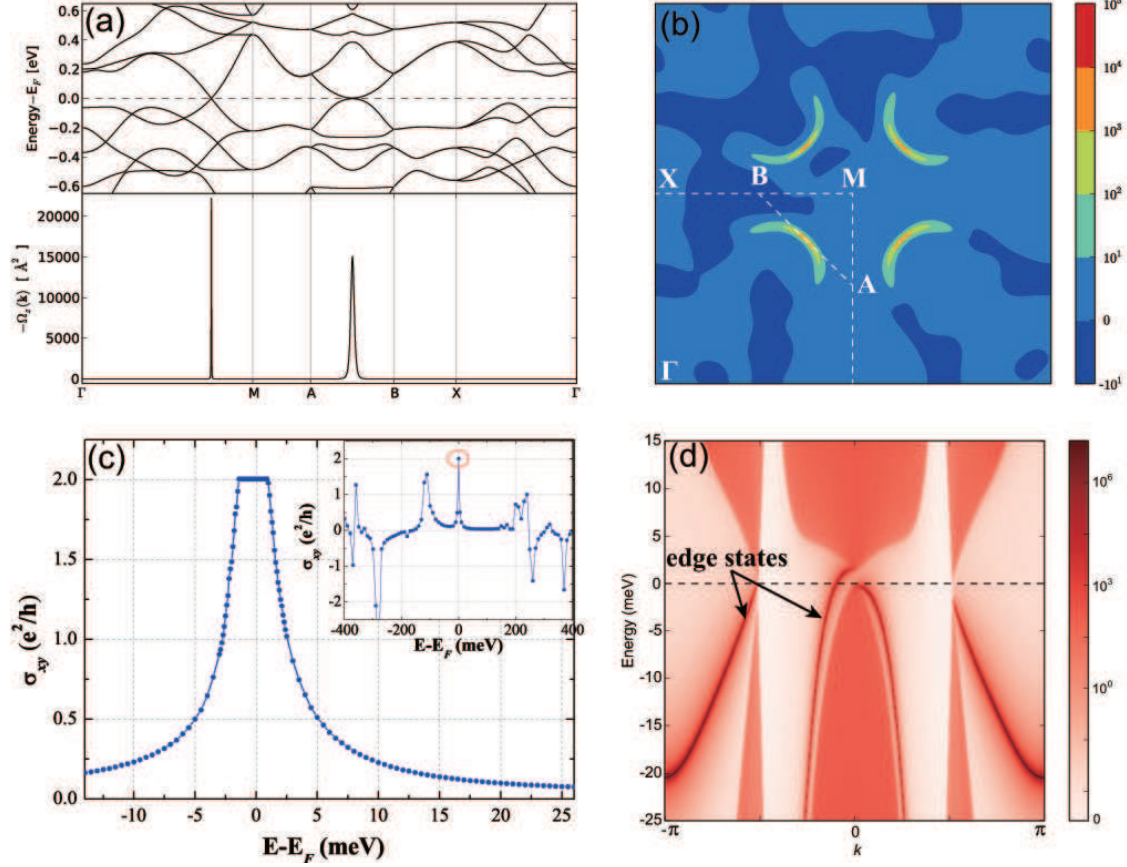 (a)
0.6
0.4
0.2
0.0
−0.2
−0.4
−0.6
Energy−E_F [eV]
20000
15000
10000
5000
0
−Ω_z(k) [Å²]
Γ M A B X Γ
(b)
X B M
A
Γ
10⁵
10⁴
10³
10²
10¹
0
-10¹
(c)
2.0
1.5
1.0
0.5
0.0
σ_xy (e²/h)
-10 -5 0 5 10 15 20 25
E-E_F (meV)
2
1
0
-1
-2
σ_xy (e²/h)
-400 -200 0 200 400
E-E_F (meV)
(d)
15
10
5
0
-5
-10
-15
-20
-25
Energy (meV)
edge states
-π 0 π
k
10⁶
10³
10⁰
0